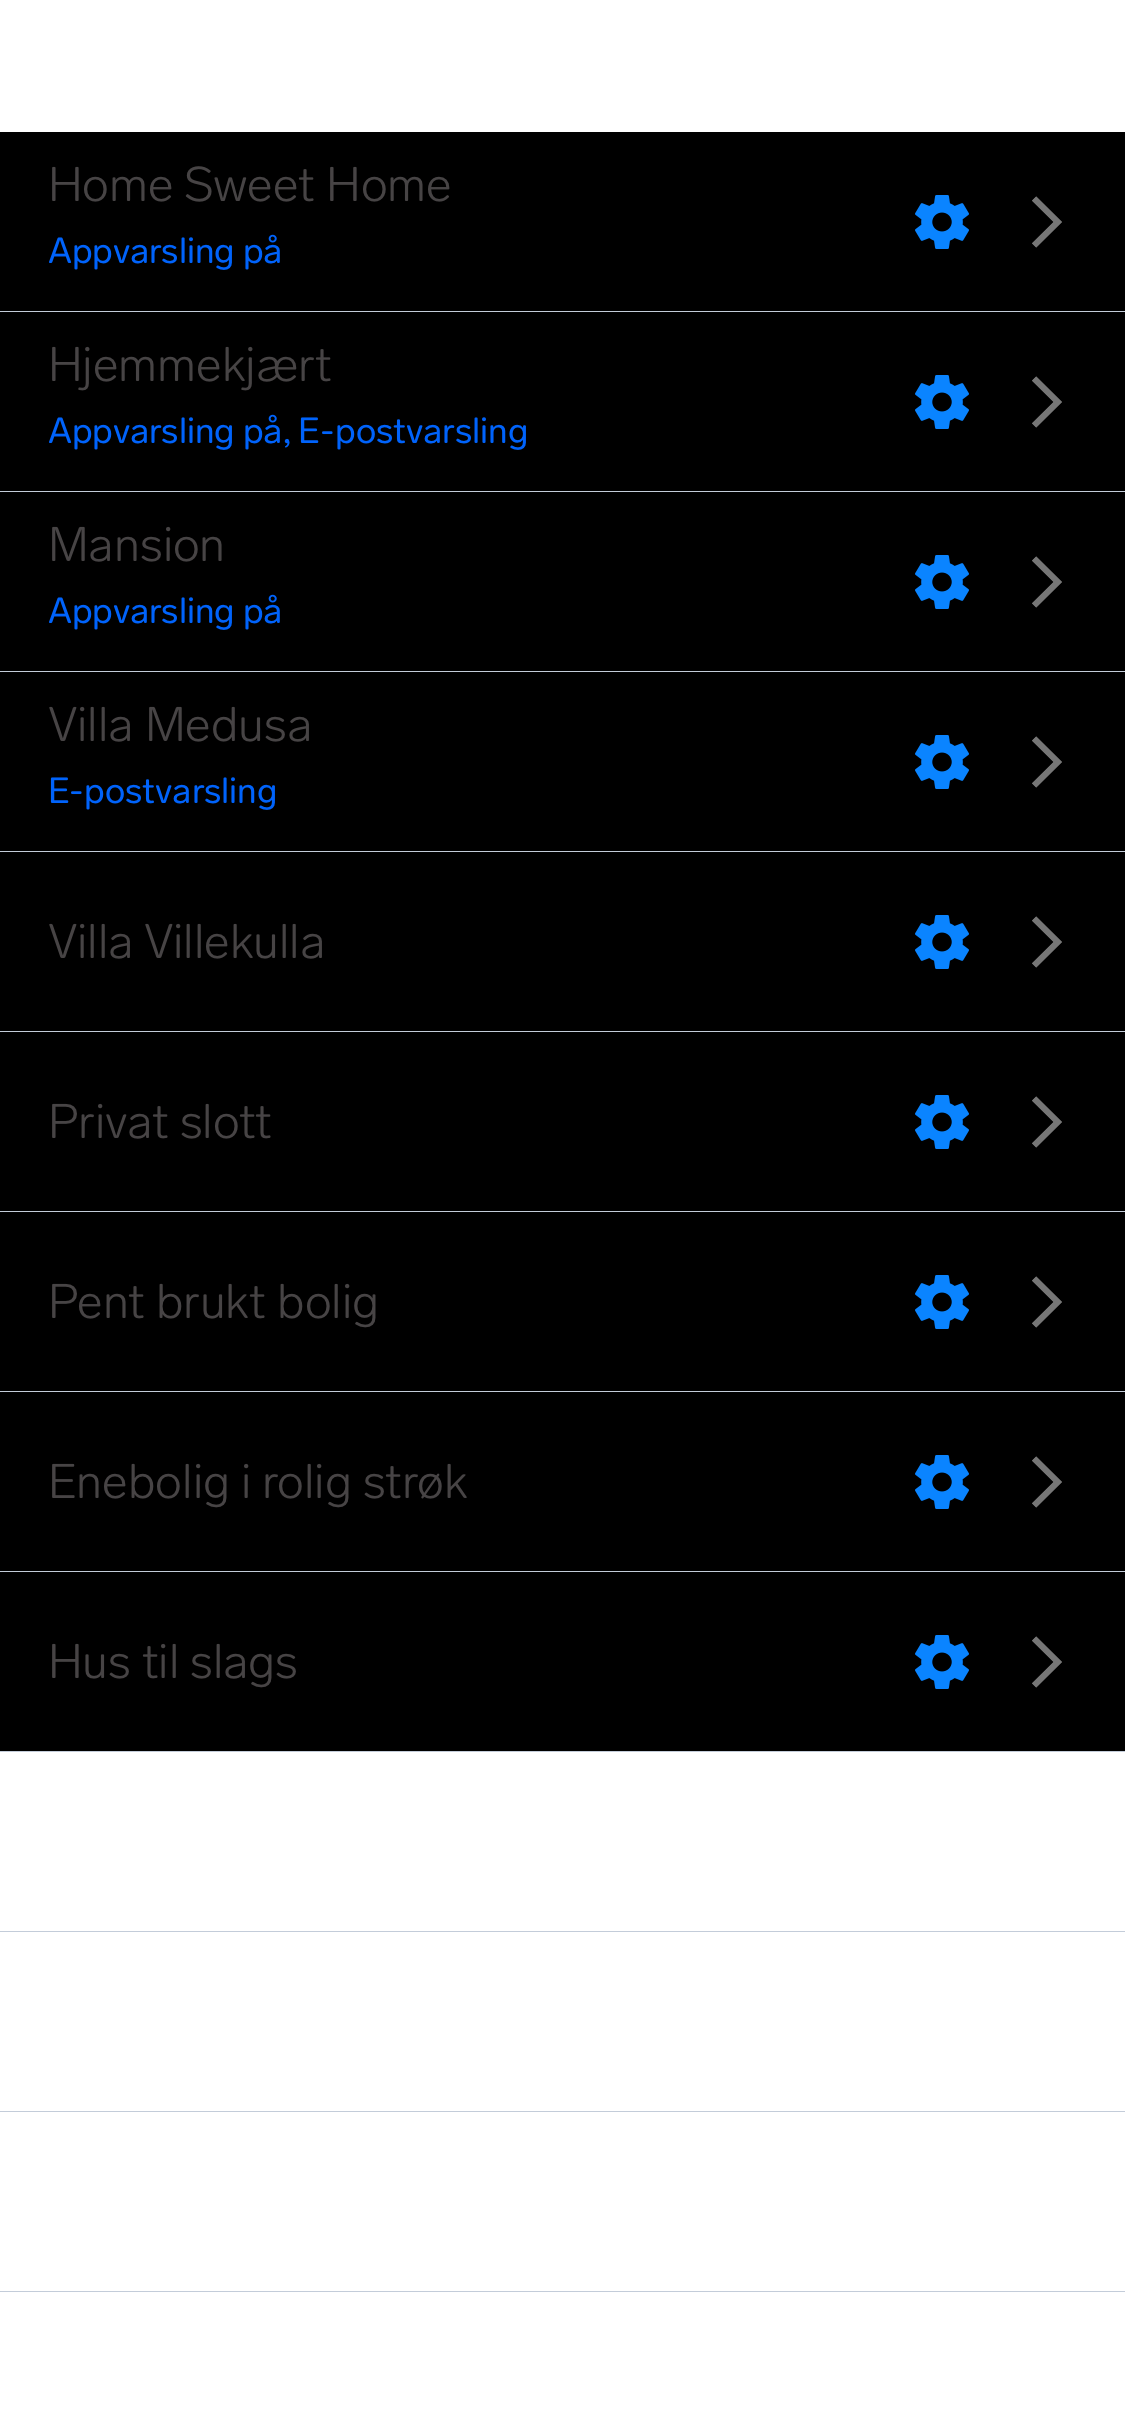 Home Sweet Home
Appvarsling på
Hjemmekjært
Appvarsling på, E-postvarsling
Mansion
Appvarsling på
Villa Medusa
E-postvarsling
Villa Villekulla
Privat slott
Pent brukt bolig
Enebolig i rolig strøk
Hus til slags